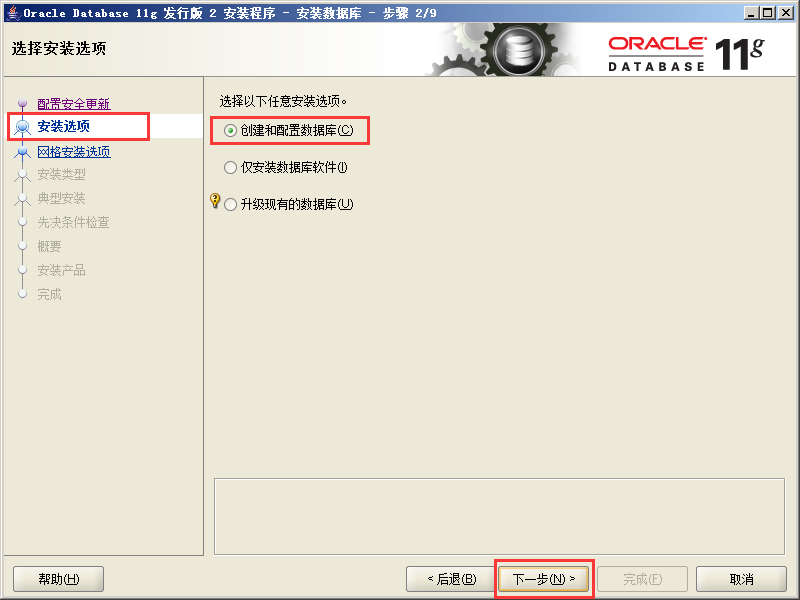 Oracle Database 11g 发行版 2 安装程序 - 安装数据库 - 步骤 2/9
选择安装选项
ORACLE
DATABASE
11g
配置安全更新
安装选项
网格安装选项
安装类型
典型安装
先决条件检查
概要
安装产品
完成
选择以下任意安装选项。
创建和配置数据库(C)
仅安装数据库软件(I)
升级现有的数据库(U)
帮助(H)
< 后退(B)
下一步(N) >
完成(F)
取消